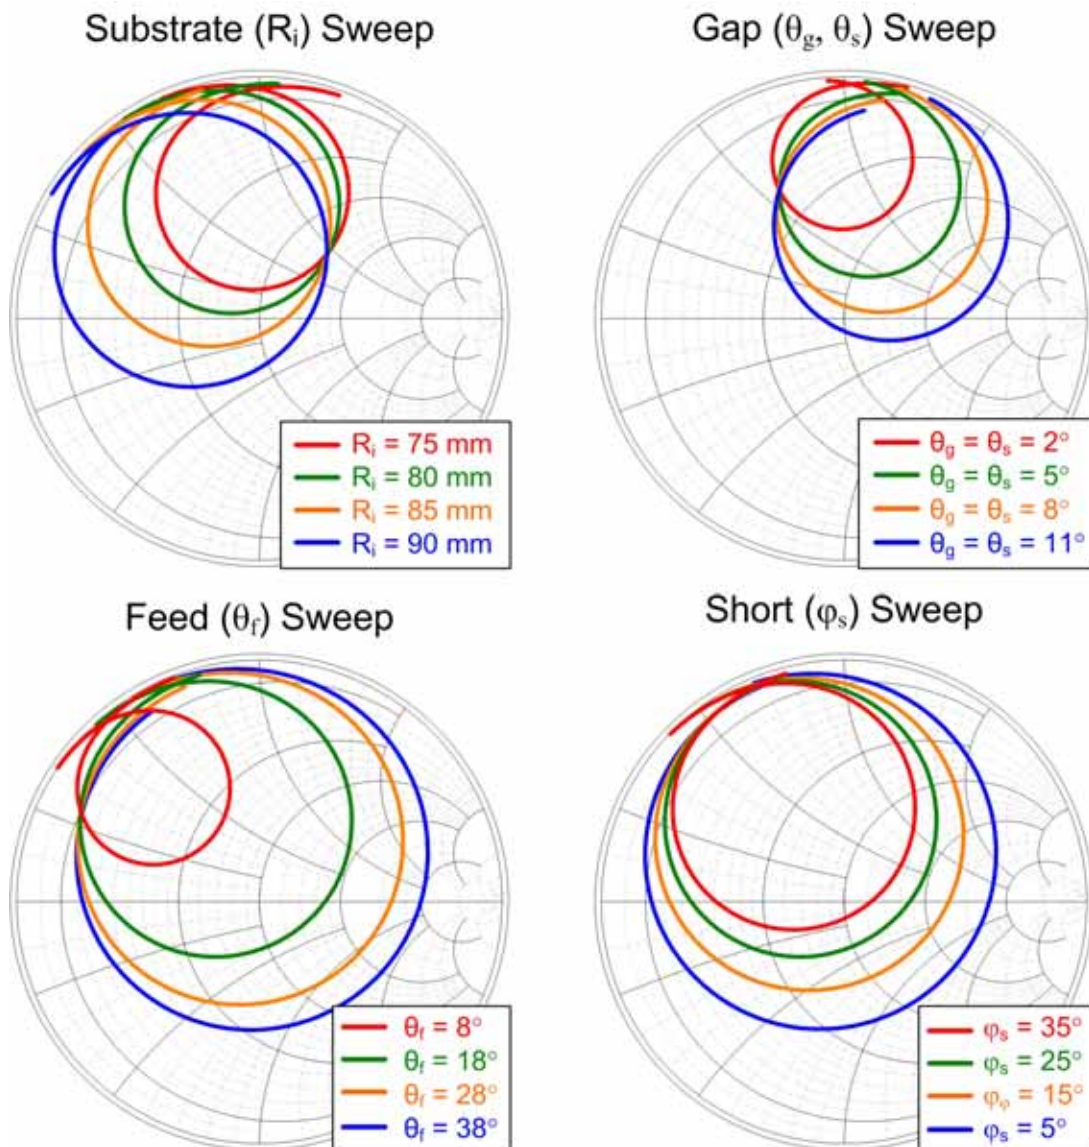 Substrate (Rᵢ) Sweep
Gap (θg, θs) Sweep
Rᵢ = 75 mm
Rᵢ = 80 mm
Rᵢ = 85 mm
Rᵢ = 90 mm
θg = θs = 2°
θg = θs = 5°
θg = θs = 8°
θg = θs = 11°
Feed (θf) Sweep
Short (φs) Sweep
θf = 8°
θf = 18°
θf = 28°
θf = 38°
φs = 35°
φs = 25°
φφ = 15°
φs = 5°